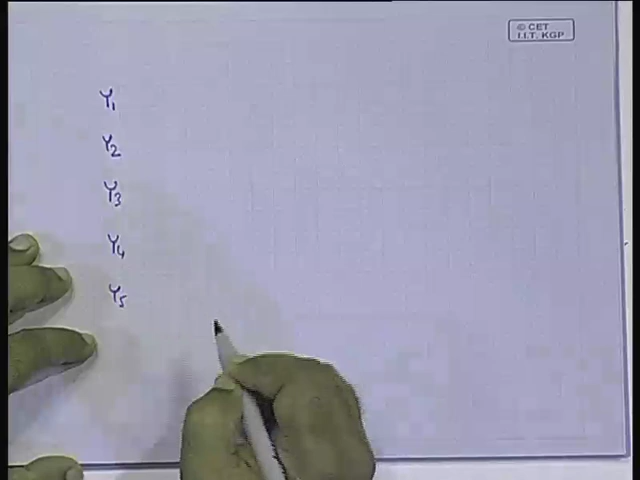 © CET
I.I.T. KGP
Y₁
Y₂
Y₃
Y₄
Y₅